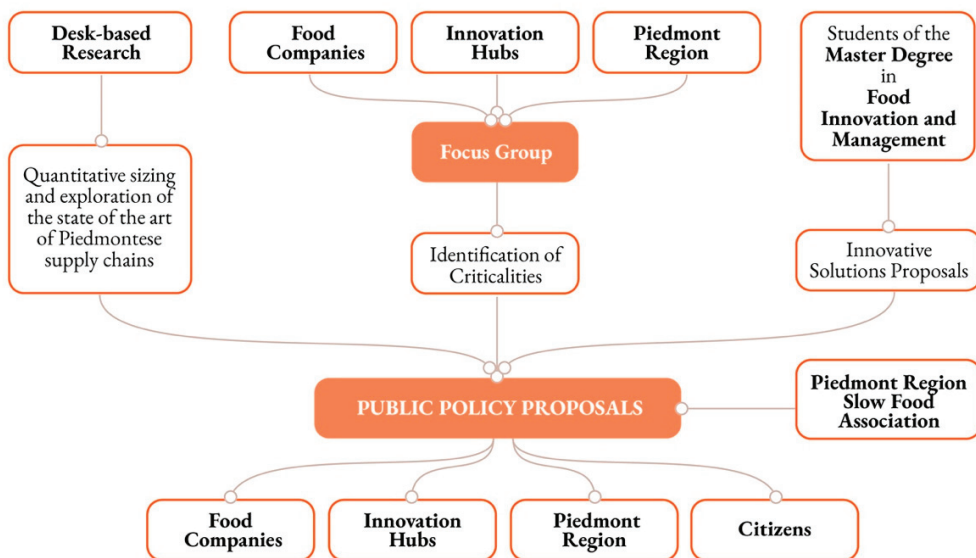 Desk-based
Research
Food
Companies
Innovation
Hubs
Piedmont
Region
Students of the
Master Degree
in
Food
Innovation and
Management
Focus Group
Quantitative sizing
and exploration of
the state of the art
of Piedmontese
supply chains
Identification of
Criticalities
Innovative
Solutions Proposals
PUBLIC POLICY PROPOSALS
Piedmont Region
Slow Food
Association
Food
Companies
Innovation
Hubs
Piedmont
Region
Citizens